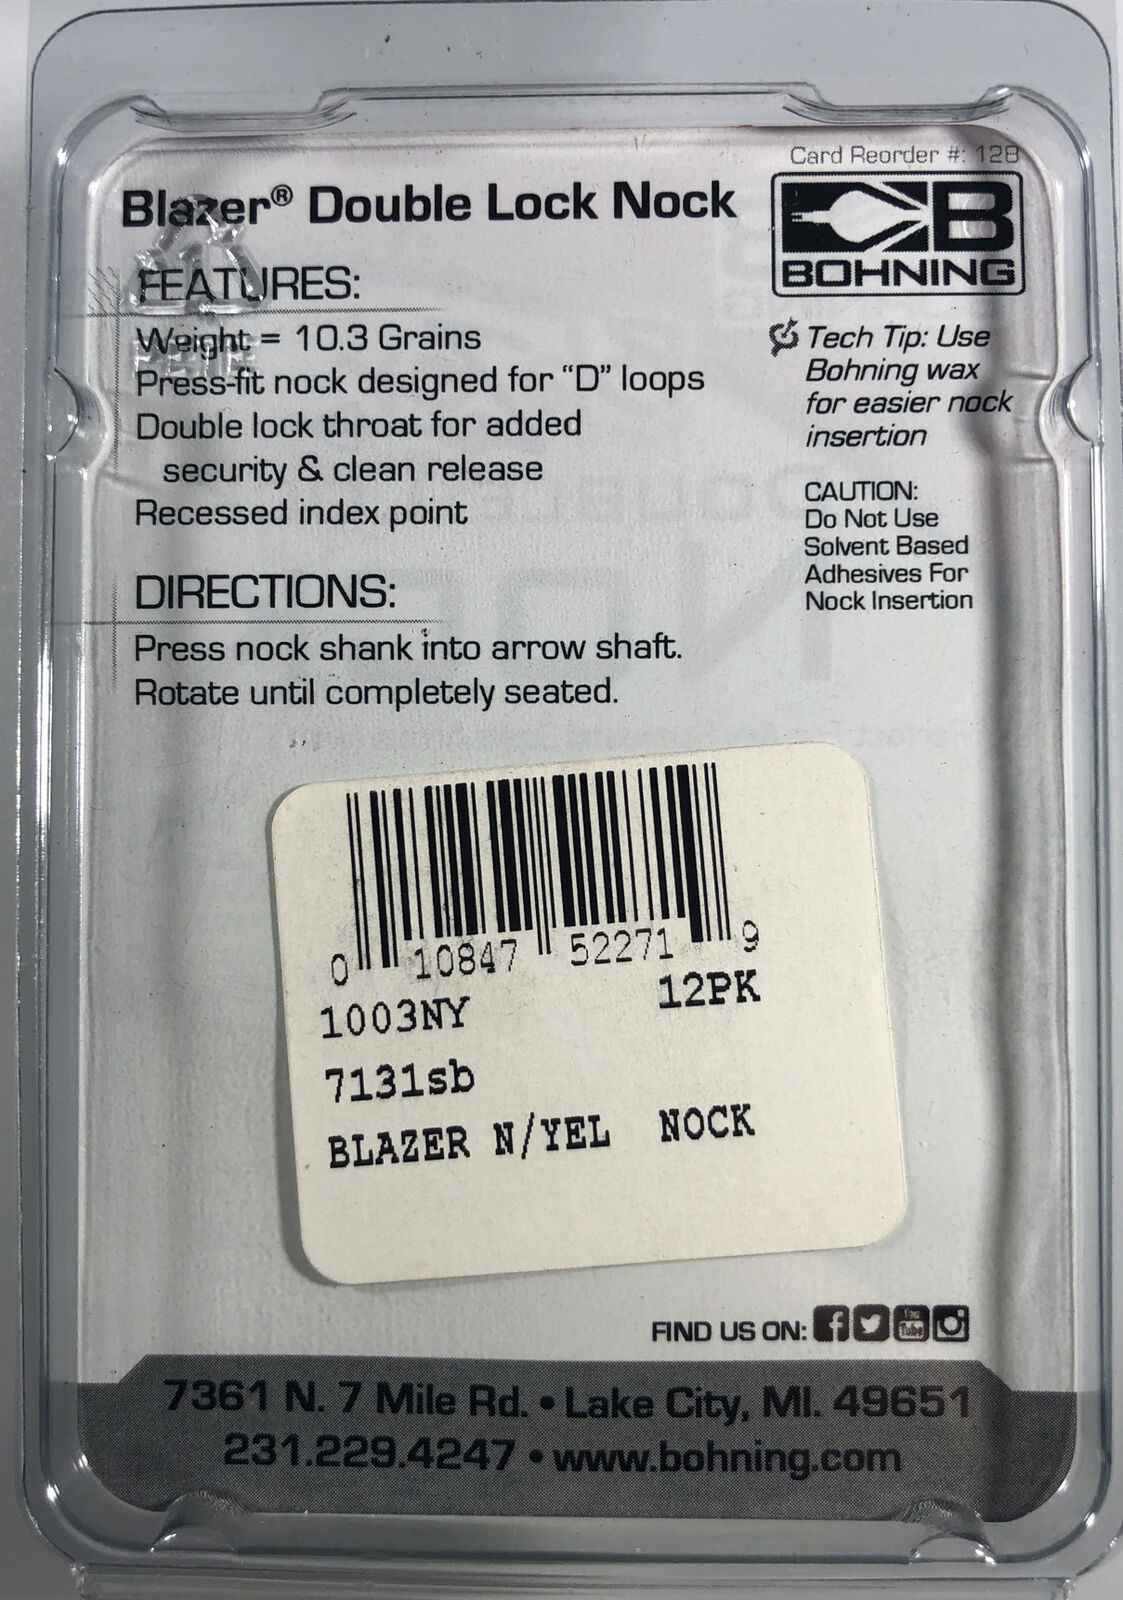 Card Reorder #: 128
Blazer® Double Lock Nock
B
BOHNING
FEATURES:
Weight = 10.3 Grains
Press-fit nock designed for “D” loops
Double lock throat for added
security & clean release
Recessed index point
Tech Tip: Use
Bohning wax
for easier nock
insertion
CAUTION:
Do Not Use
Solvent Based
Adhesives For
Nock Insertion
DIRECTIONS:
Press nock shank into arrow shaft.
Rotate until completely seated.
0 10847 52271 9
1003NY 12PK
7131sb
BLAZER N/YEL NOCK
FIND US ON:
You
Tube
7361 N. 7 Mile Rd. • Lake City, MI. 49651
231.229.4247 • www.bohning.com